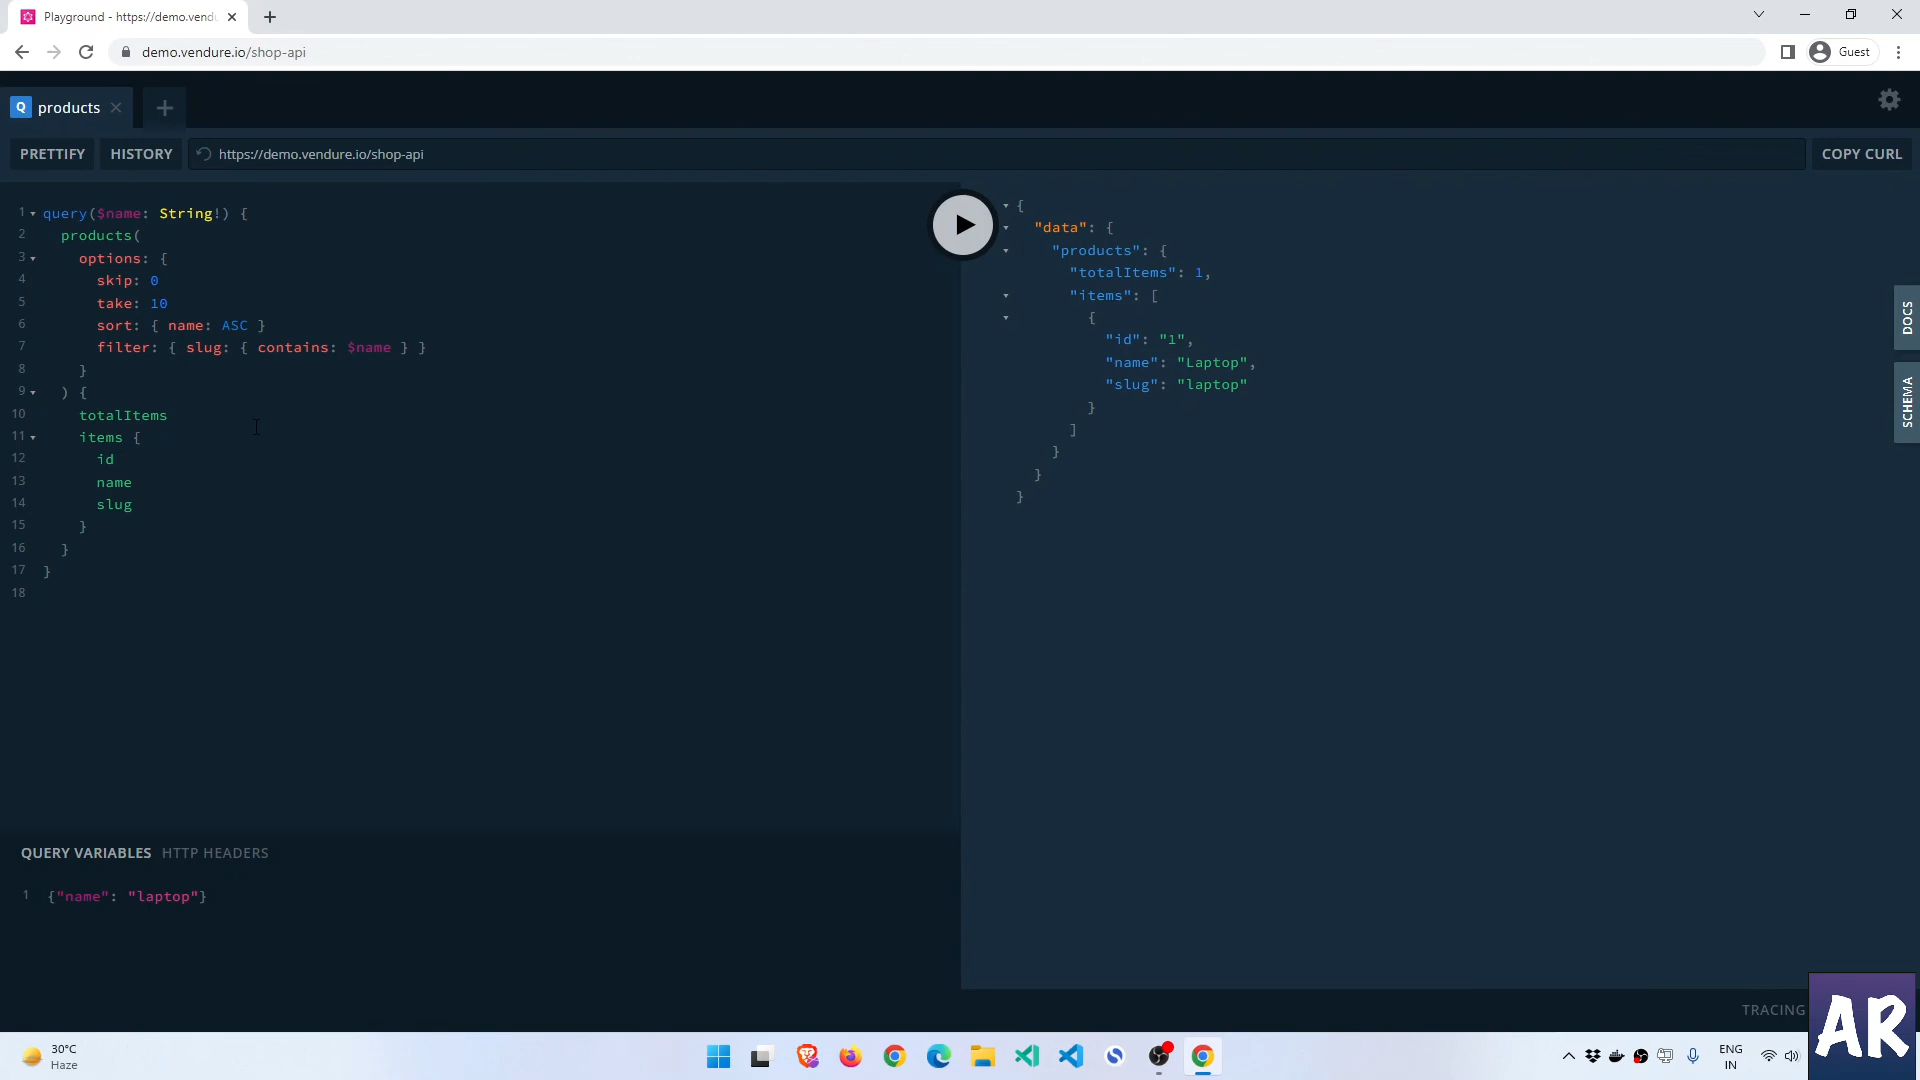 Playground - https://demo.vend
demo.vendure.io/shop-api
Guest
Q products
PRETTIFY
HISTORY
https://demo.vendure.io/shop-api
COPY CURL
1 query($name: String!) {
2 products(
3 options: {
4 skip: 0
5 take: 10
6 sort: { name: ASC }
7 filter: { slug: { contains: $name } }
8 }
9 ) {
10 totalItems
11 items {
12 id
13 name
14 slug
15 }
16 }
17 }
18
{
"data": {
"products": {
"totalItems": 1,
"items": [
{
"id": "1",
"name": "Laptop",
"slug": "laptop"
}
]
}
}
}
DOCS
SCHEMA
QUERY VARIABLES HTTP HEADERS
1 {"name": "laptop"}
TRACING
AR
30°C
Haze
ENG
IN